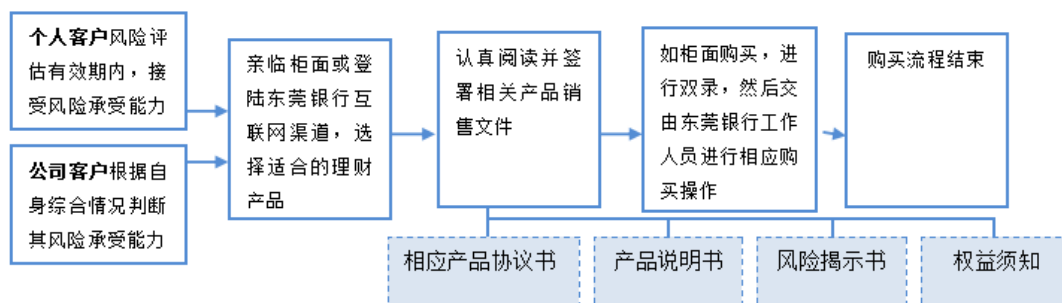 个人客户风险评
估有效期内，接
受风险承受能力
公司客户根据自
身综合情况判断
其风险承受能力
亲临柜面或登
陆东莞银行互
联网渠道，选
择适合的理财
产品
认真阅读并签
署相关产品销
售文件
如柜面购买，进
行双录，然后交
由东莞银行工作
人员进行相应购
买操作
购买流程结束
相应产品协议书
产品说明书
风险揭示书
权益须知